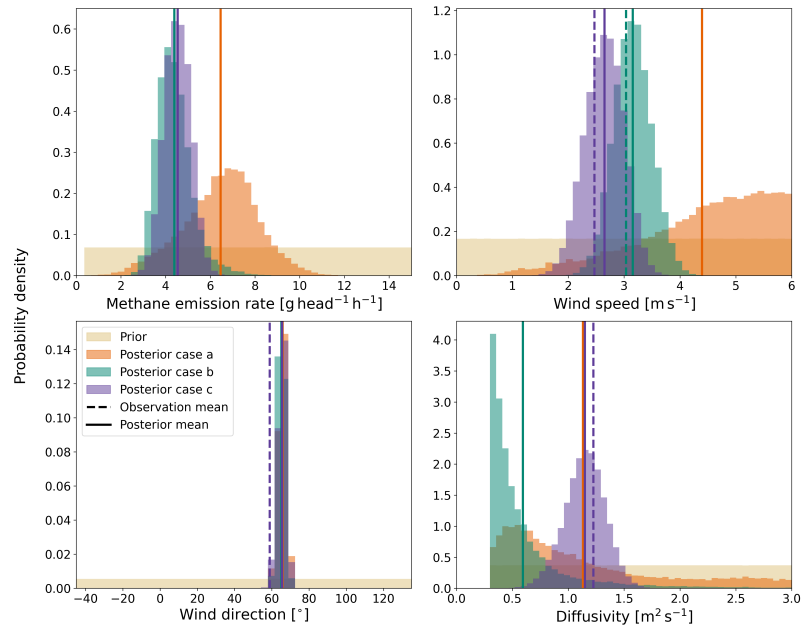 0.6
0.5
0.4
0.3
0.2
0.1
0.0
0 2 4 6 8 10 12 14
Methane emission rate [g head⁻¹ h⁻¹]
1.2
1.0
0.8
0.6
0.4
0.2
0.0
0 1 2 3 4 5 6
Wind speed [m s⁻¹]
Probability density
0.14
0.12
0.10
0.08
0.06
0.04
0.02
0.00
Prior
Posterior case a
Posterior case b
Posterior case c
Observation mean
Posterior mean
−40 −20 0 20 40 60 80 100 120
Wind direction [°]
4.0
3.5
3.0
2.5
2.0
1.5
1.0
0.5
0.0
0.0 0.5 1.0 1.5 2.0 2.5 3.0
Diffusivity [m² s⁻¹]